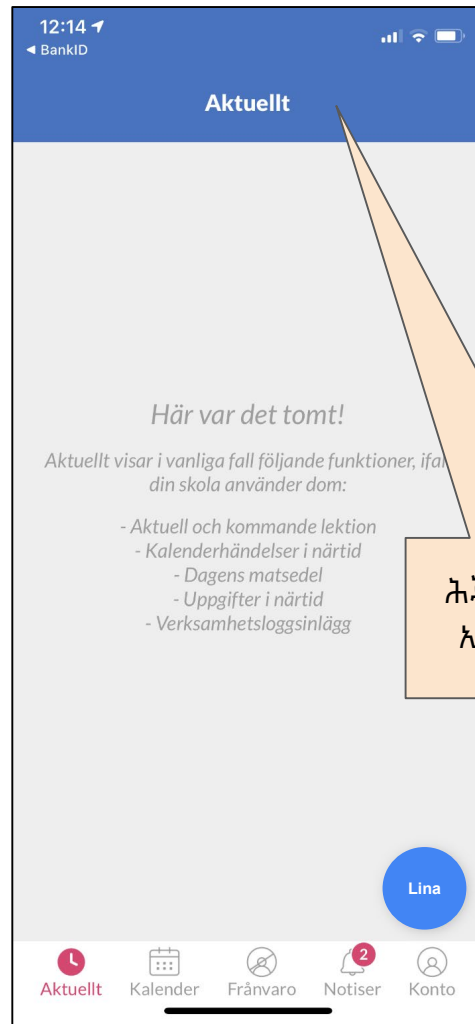 12:14
BankID
Aktuellt
Här var det tomt!
Aktuellt visar i vanliga fall följande funktioner,
din skola använder dom:
- Aktuell och kommande lektion
- Kalenderhändelser i närtid
- Dagens matsedel
- Uppgifter i närtid
- Verksamhetsloggsinlägg
Lina
2
Aktuellt Kalender Frånvaro Notiser Konto